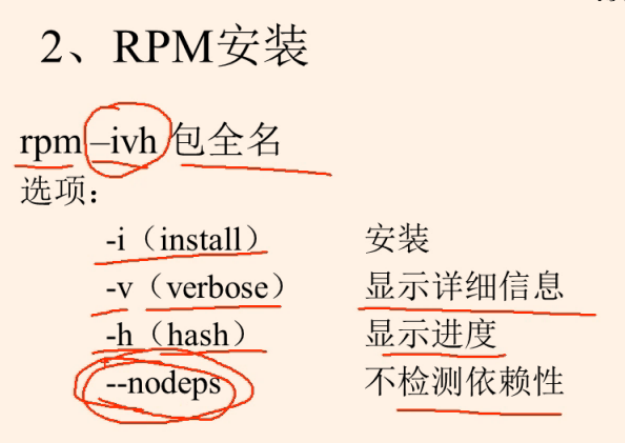 2、RPM安装
rpm –ivh 包全名
选项：
-i（install） 安装
-v（verbose） 显示详细信息
-h（hash） 显示进度
--nodeps 不检测依赖性